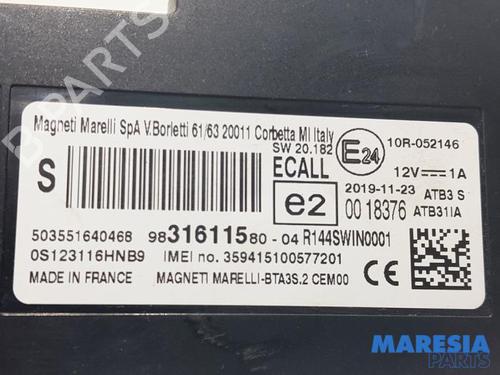 Magneti Marelli SpA V.Borletti 61/63 20011 Corbetta MI Italy
SW 20.182
E24
10R-052146
S
ECALL
12V⎓1A
2019-11-23 ATB3 S
e2
00 18376 ATB31IA
503551640468 9831611580-04 R144SWIN0001
0S123116HNB9 IMEI no. 359415100577201
MADE IN FRANCE MAGNETI MARELLI-BTA3S.2 CEM00
B-PARTS
MARESIA
PARTS